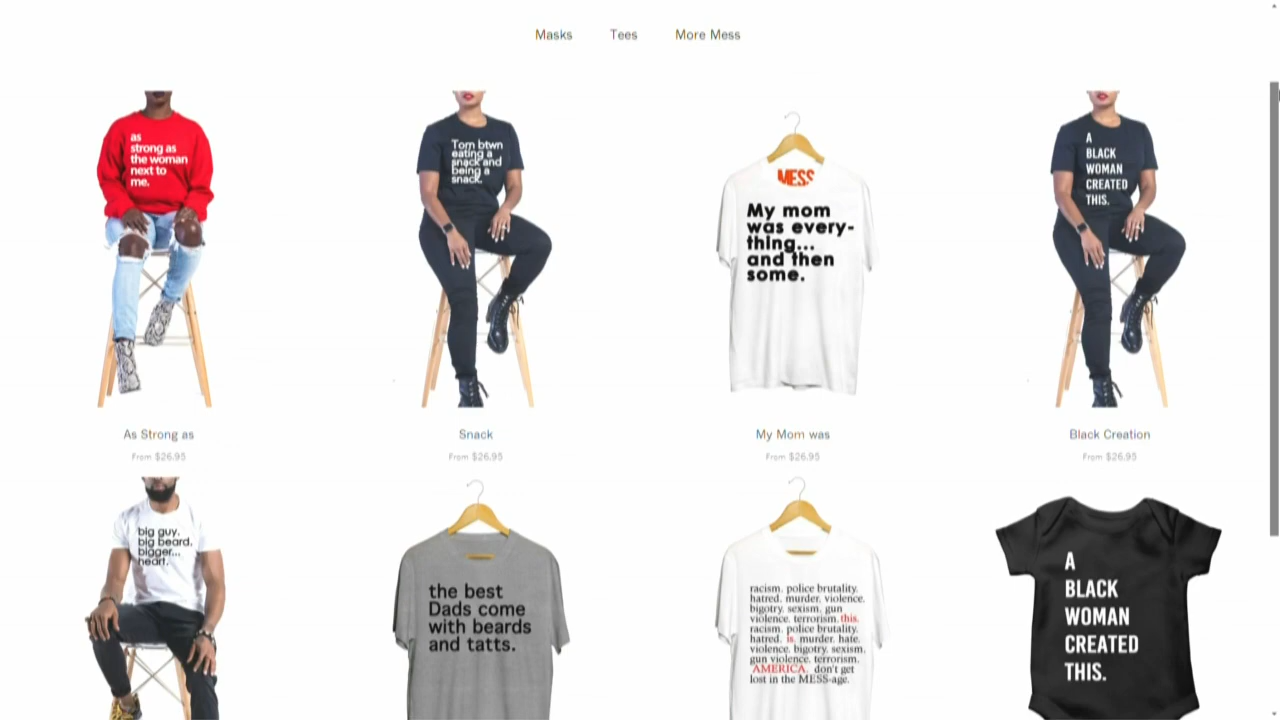 Masks Tees More Mess
as
strong as
the woman
next to
me.
Torn btwn
eating a
snack and
being a
snack.
MESS
My mom
was every-
thing...
and then
some.
A
BLACK
WOMAN
CREATED
THIS.
As Strong as
From $26.95
Snack
From $26.95
My Mom was
From $26.95
Black Creation
From $26.95
big guy.
big beard.
bigger...
heart.
the best
Dads come
with beards
and tatts.
racism. police brutality.
hatred. murder. violence.
bigotry. sexism. gun
violence. terrorism. this.
racism. police brutality.
hatred. is. murder. hate.
violence. bigotry. sexism.
gun violence. terrorism.
AMERICA. don't get
lost in the MESS-age.
A
BLACK
WOMAN
CREATED
THIS.